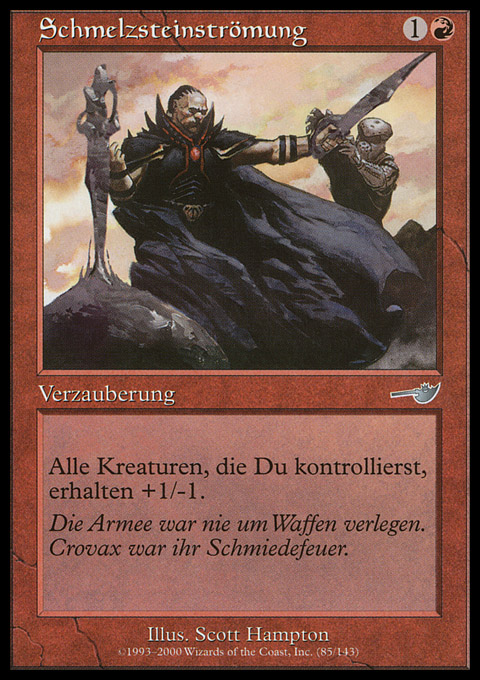 Schmelzsteinströmung 1
Verzauberung
Alle Kreaturen, die Du kontrollierst,
erhalten +1/-1.
Die Armee war nie um Waffen verlegen.
Crovax war ihr Schmiedefeuer.
Illus. Scott Hampton
©1993–2000 Wizards of the Coast, Inc. (85/143)